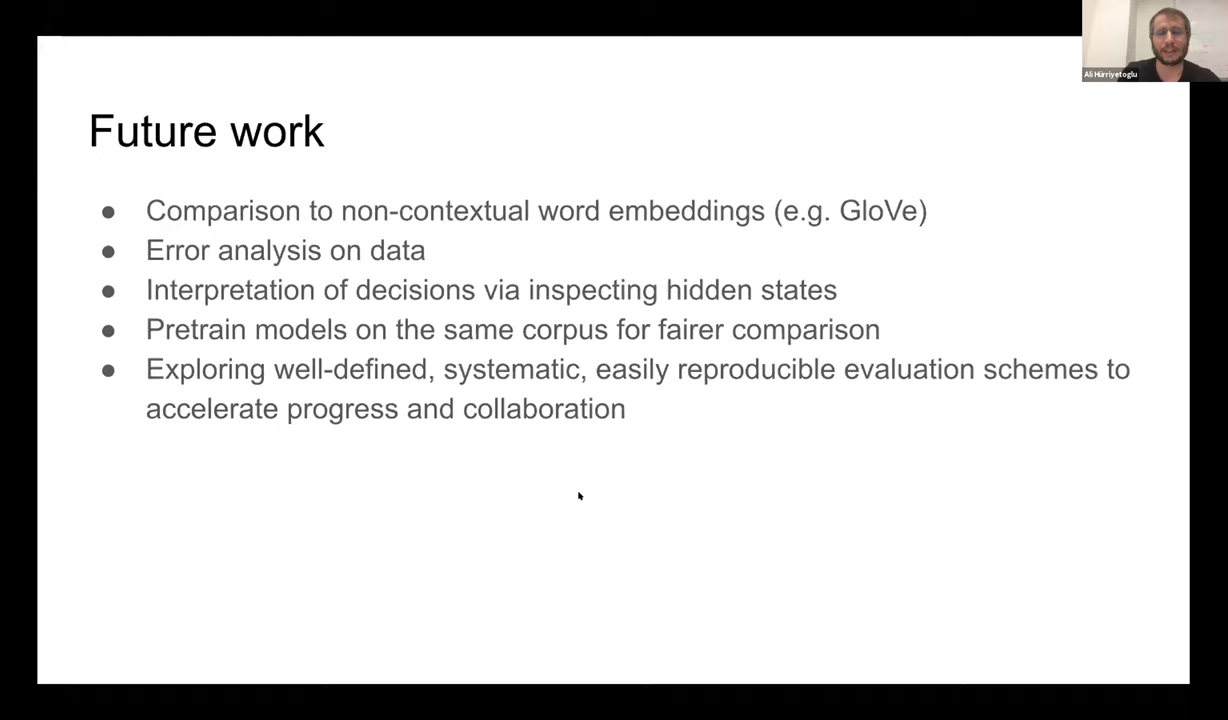 Ali Hürriyetoglu
Future work
● Comparison to non-contextual word embeddings (e.g. GloVe)
● Error analysis on data
● Interpretation of decisions via inspecting hidden states
● Pretrain models on the same corpus for fairer comparison
● Exploring well-defined, systematic, easily reproducible evaluation schemes to
accelerate progress and collaboration